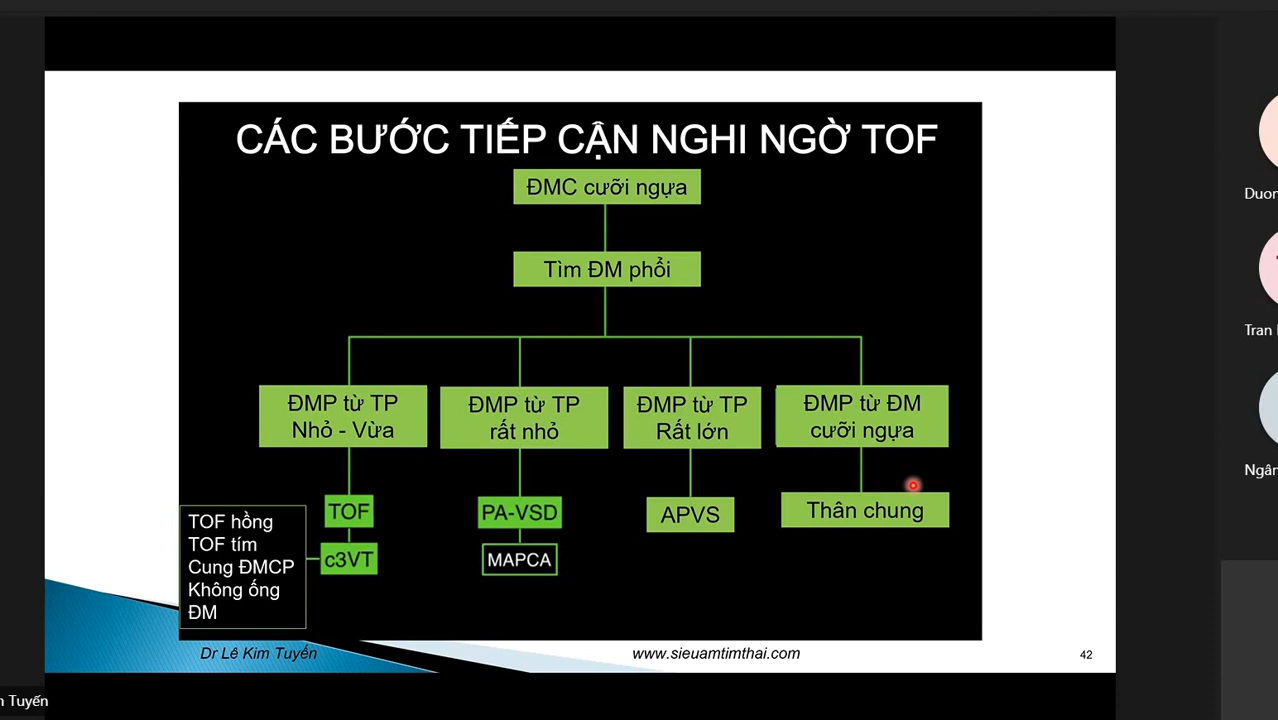 CÁC BƯỚC TIẾP CẬN NGHI NGỜ TOF
ĐMC cưỡi ngựa
Tìm ĐM phổi
ĐMP từ TP
Nhỏ - Vừa
ĐMP từ TP
rất nhỏ
ĐMP từ TP
Rất lớn
ĐMP từ ĐM
cưỡi ngựa
TOF
c3VT
PA-VSD
MAPCA
APVS
Thân chung
TOF hồng
TOF tím
Cung ĐMCP
Không ống
ĐM
Dr Lê Kim Tuyến
www.sieuamtimthai.com
42
Tuyến
Tran
Ngân